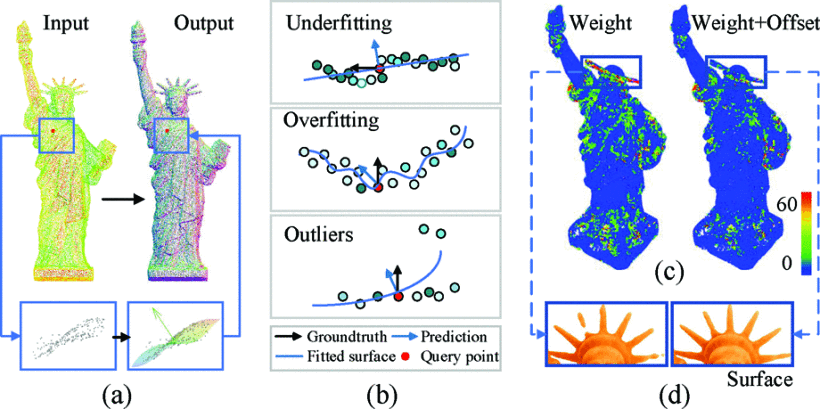 Input Output
(a)
Underfitting
Overfitting
Outliers
Groundtruth Prediction
Fitted surface Query point
(b)
Weight Weight+Offset
60
0
(c)
Surface
(d)